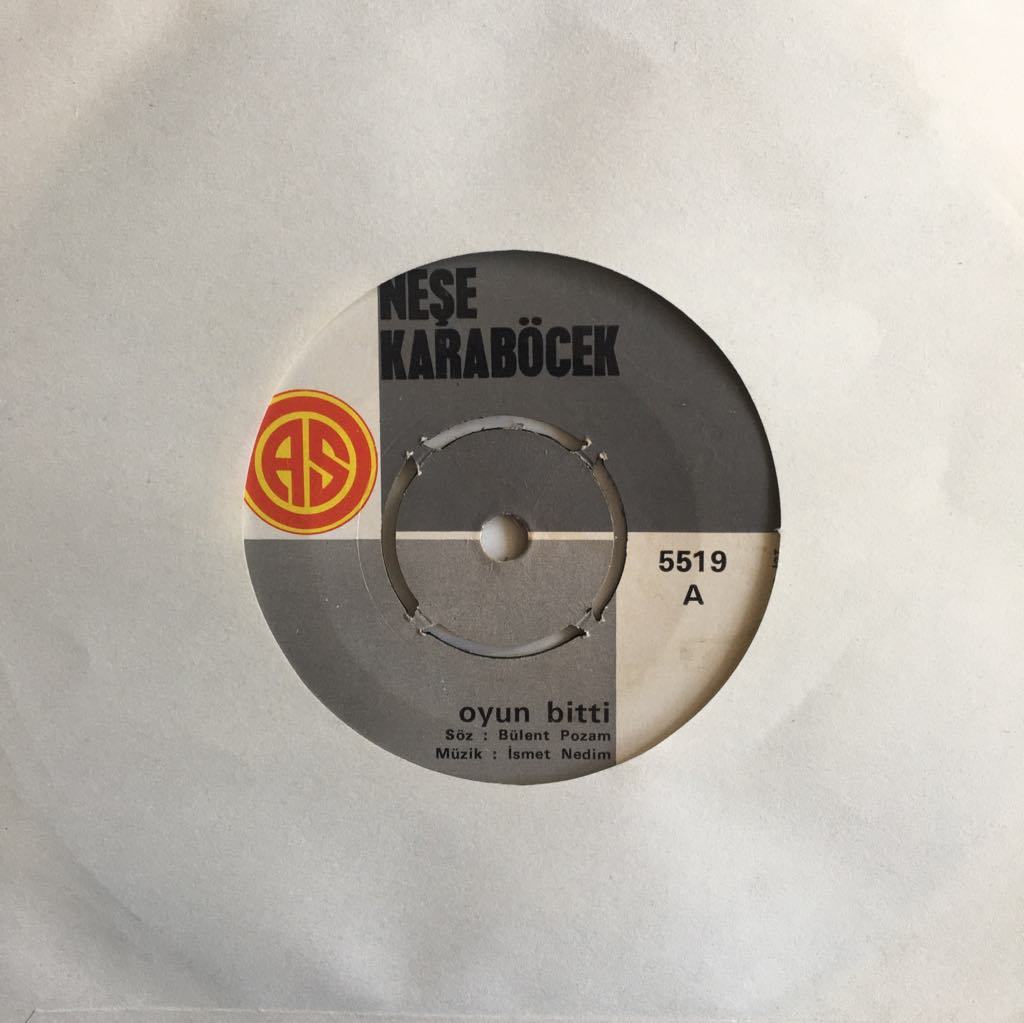 NEŞE
KARABÖCEK
AS
5519
A
oyun bitti
Söz : Bülent Pozam
Müzik : İsmet Nedim